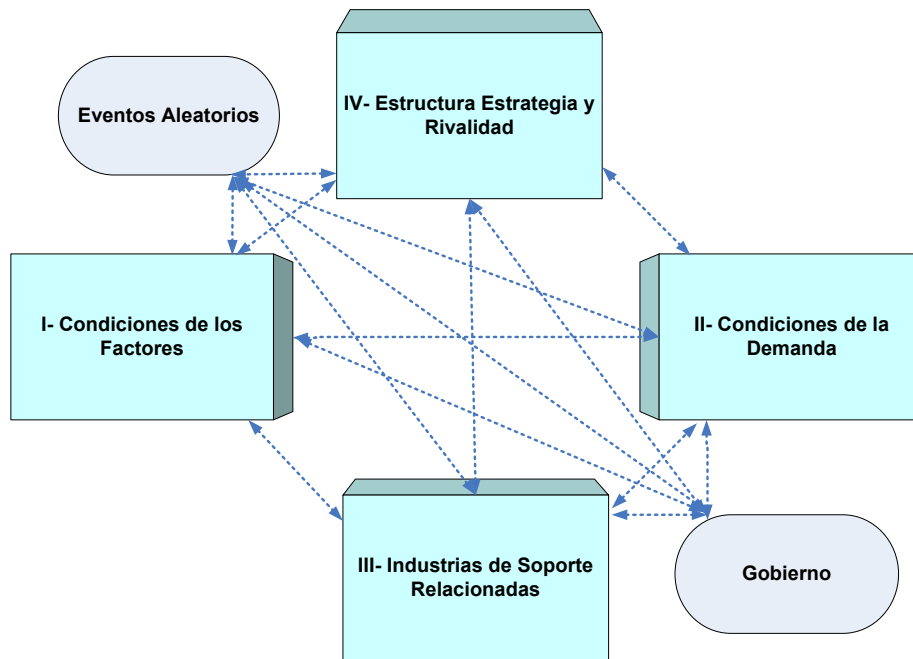 IV- Estructura Estrategia y
Rivalidad
Eventos Aleatorios
I- Condiciones de los
Factores
II- Condiciones de la
Demanda
III- Industrias de Soporte
Relacionadas
Gobierno